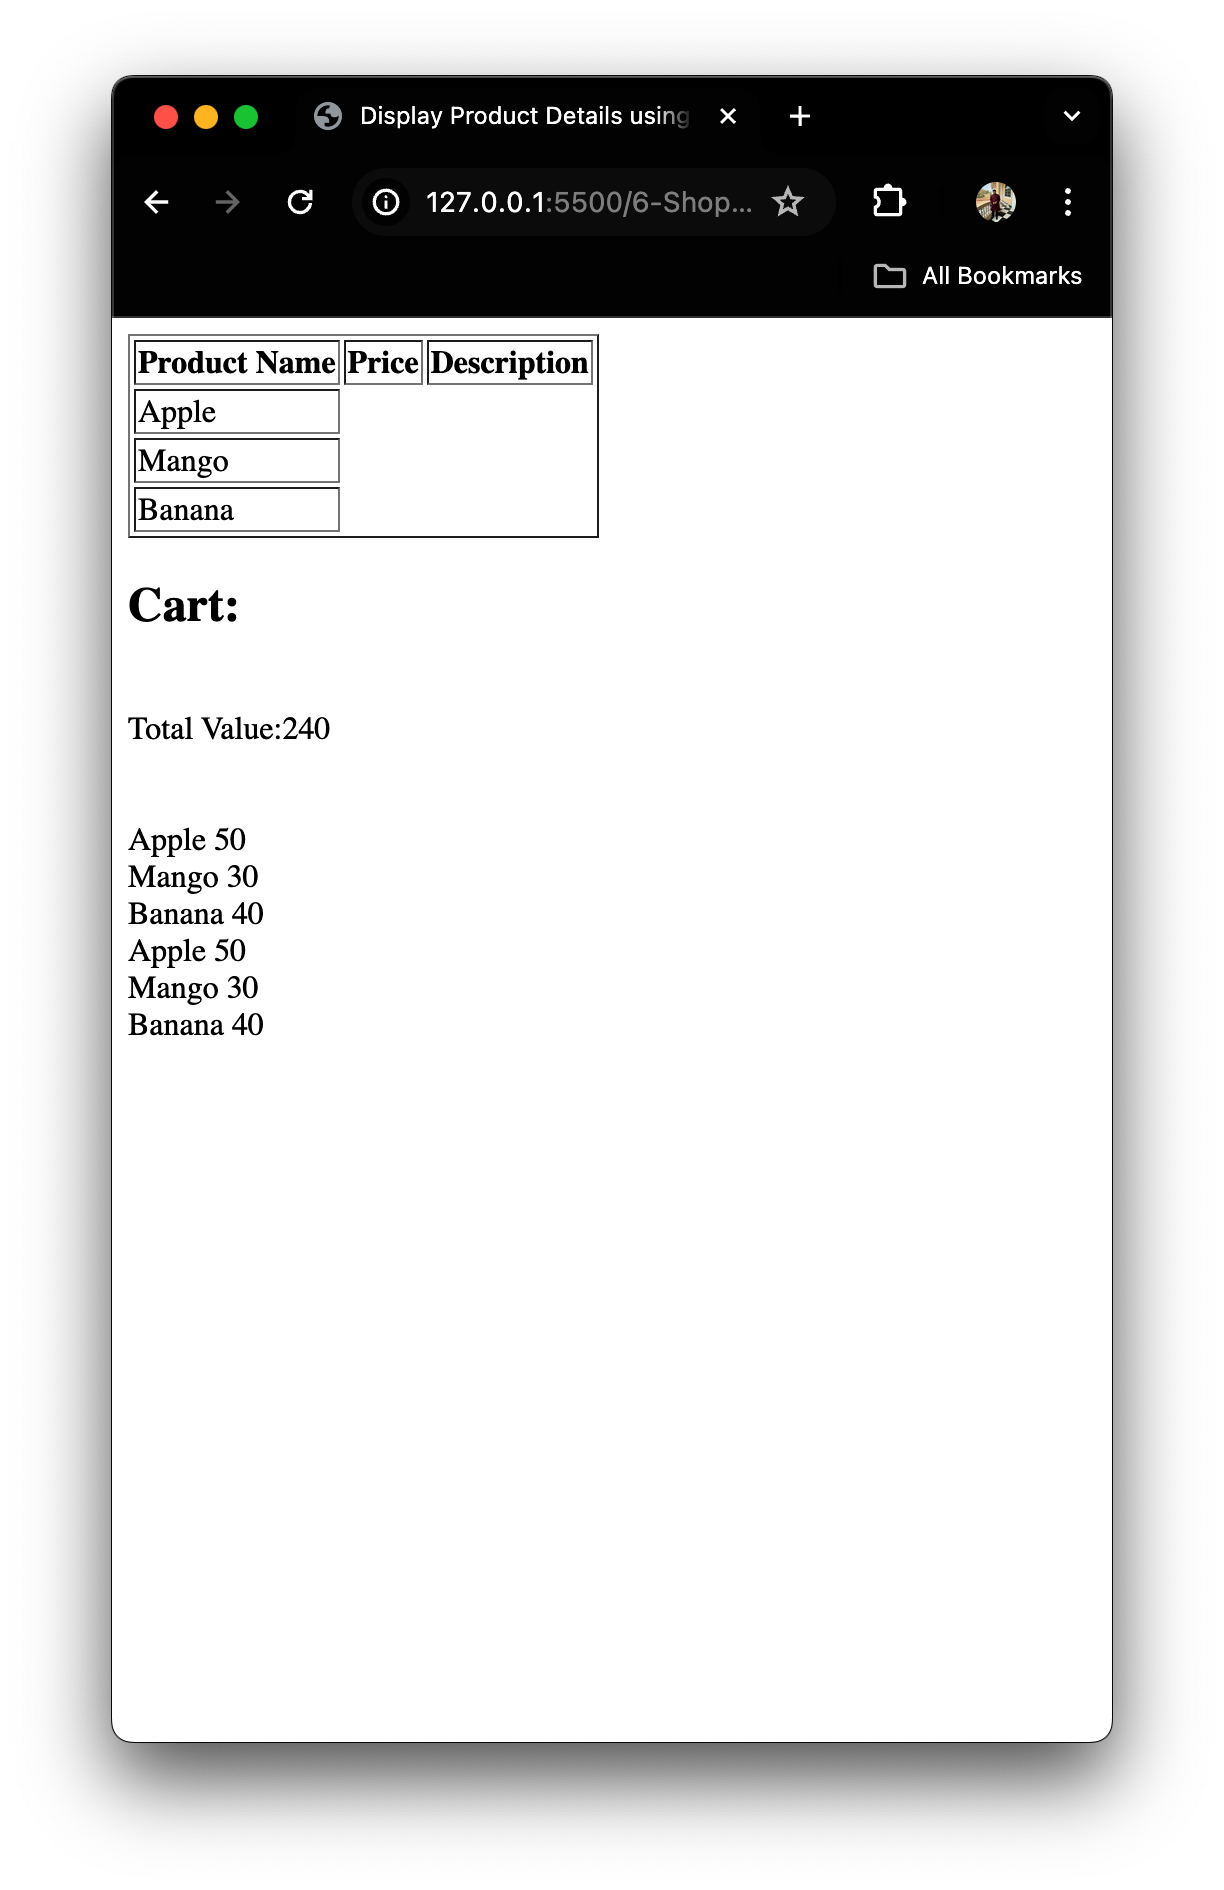 Display Product Details using
127.0.0.1:5500/6-Shop...
All Bookmarks
Product Name Price Description
Apple
Mango
Banana
Cart:
Total Value:240
Apple 50
Mango 30
Banana 40
Apple 50
Mango 30
Banana 40